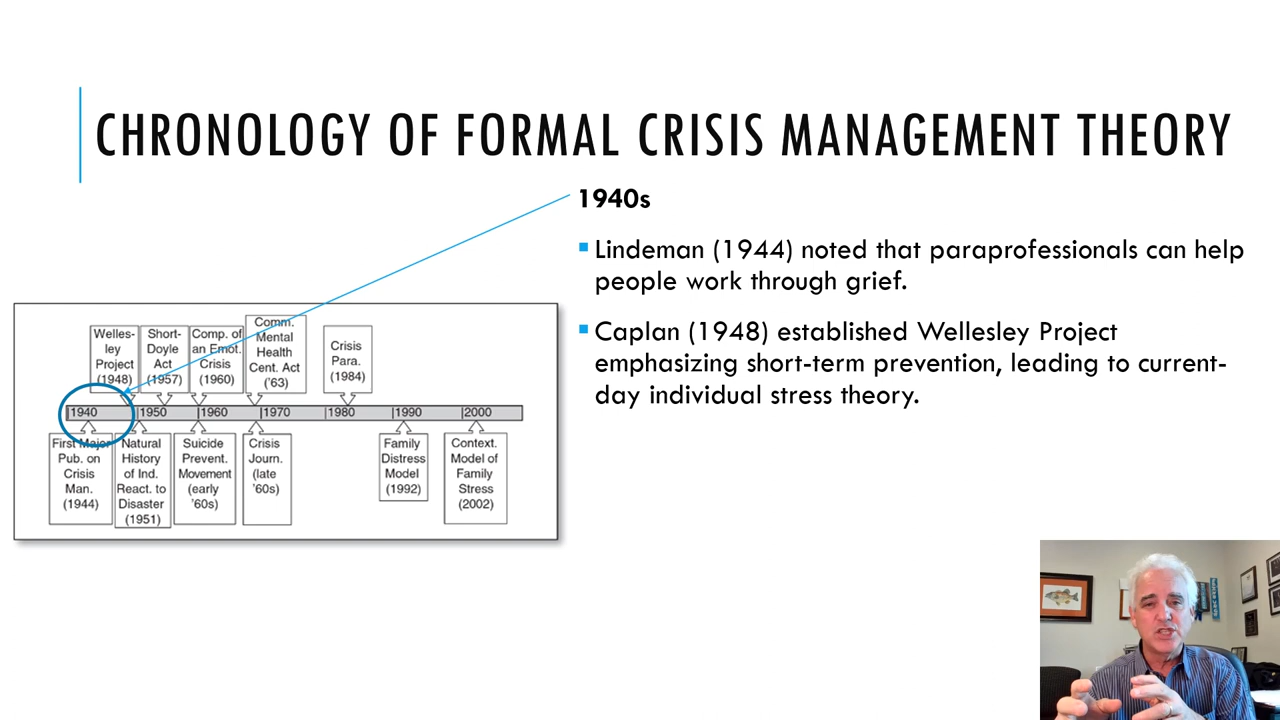 CHRONOLOGY OF FORMAL CRISIS MANAGEMENT THEORY
1940s
Lindeman (1944) noted that paraprofessionals can help
people work through grief.
Caplan (1948) established Wellesley Project
emphasizing short-term prevention, leading to current-
day individual stress theory.
Welles-
ley
Project
(1948)
Short-
Doyle
Act
(1957)
Comp. of
an Emot.
Crisis
(1960)
Comm.
Mental
Health
Cent. Act
('63)
Crisis
Para.
(1984)
1940
1950
1960
1970
1980
1990
2000
First Major
Pub. on
Crisis
Man.
(1944)
Natural
History
of Ind.
React. to
Disaster
(1951)
Suicide
Prevent.
Movement
(early
'60s)
Crisis
Journ.
(late
'60s)
Family
Distress
Model
(1992)
Context.
Model of
Family
Stress
(2002)